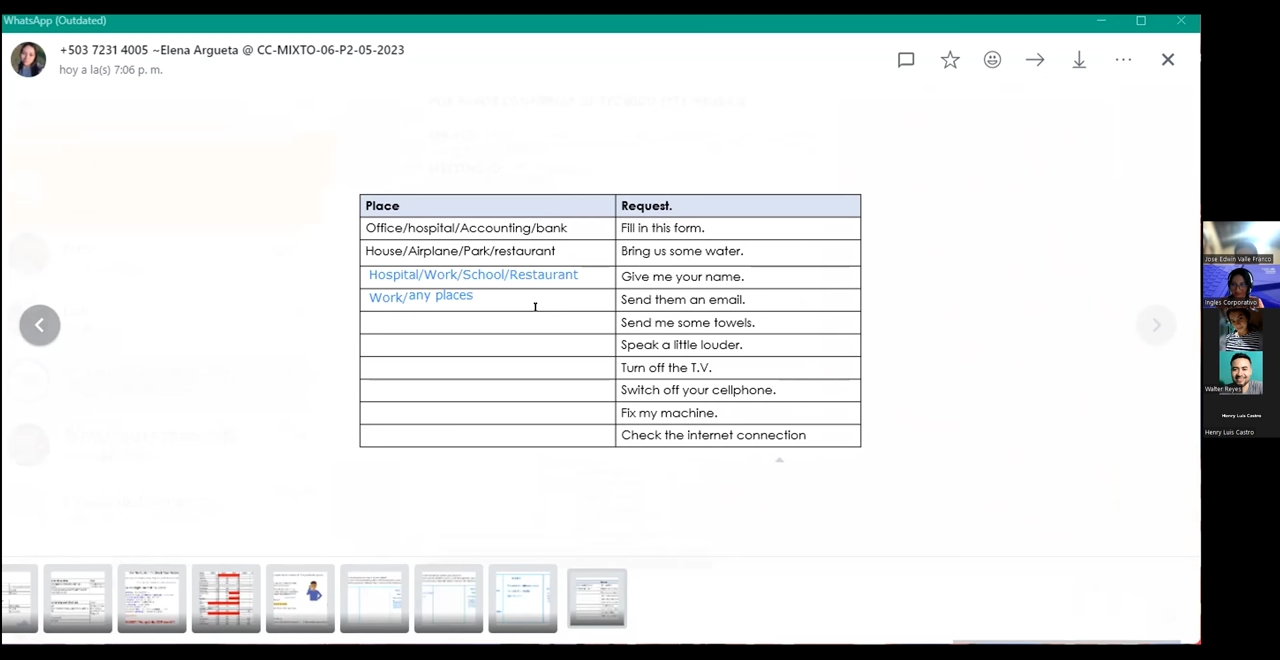 WhatsApp (Outdated)
+503 7231 4005 ~Elena Argueta @ CC-MIXTO-06-P2-05-2023
hoy a la(s) 7:06 p. m.
Place Request.
Office/hospital/Accounting/bank Fill in this form.
House/Airplane/Park/restaurant Bring us some water.
Hospital/Work/School/Restaurant Give me your name.
Work/any places Send them an email.
Send me some towels.
Speak a little louder.
Turn off the T.V.
Switch off your cellphone.
Fix my machine.
Check the internet connection
Jose Edwin Valle Franco
Ingles Corporativo
Walter Reyes
Henry Luis Castro
Henry Luis Castro